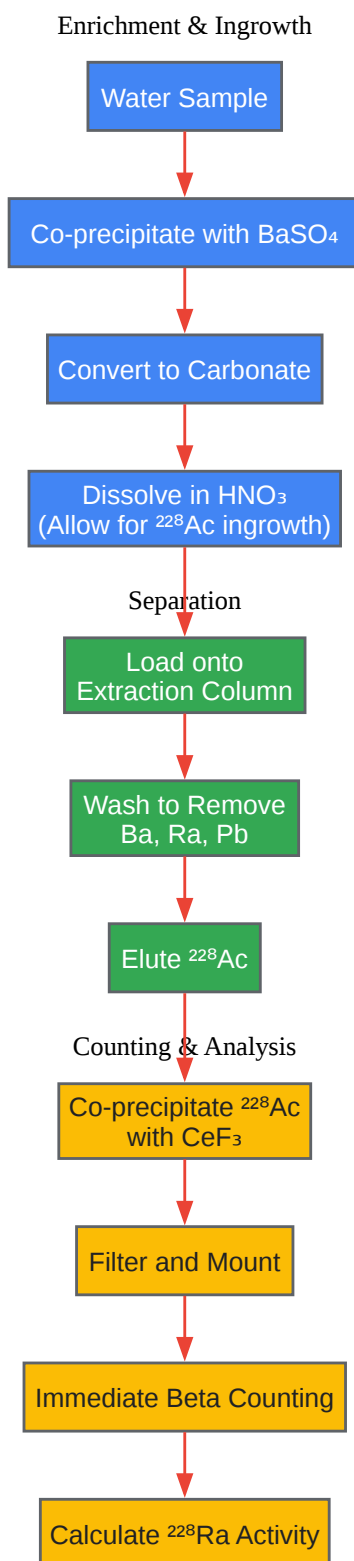 Enrichment & Ingrowth
Water Sample
Co-precipitate with BaSO₄
Convert to Carbonate
Dissolve in HNO₃
(Allow for ²²⁸Ac ingrowth)
Separation
Load onto
Extraction Column
Wash to Remove
Ba, Ra, Pb
Elute ²²⁸Ac
Counting & Analysis
Co-precipitate ²²⁸Ac
with CeF₃
Filter and Mount
Immediate Beta Counting
Calculate ²²⁸Ra Activity